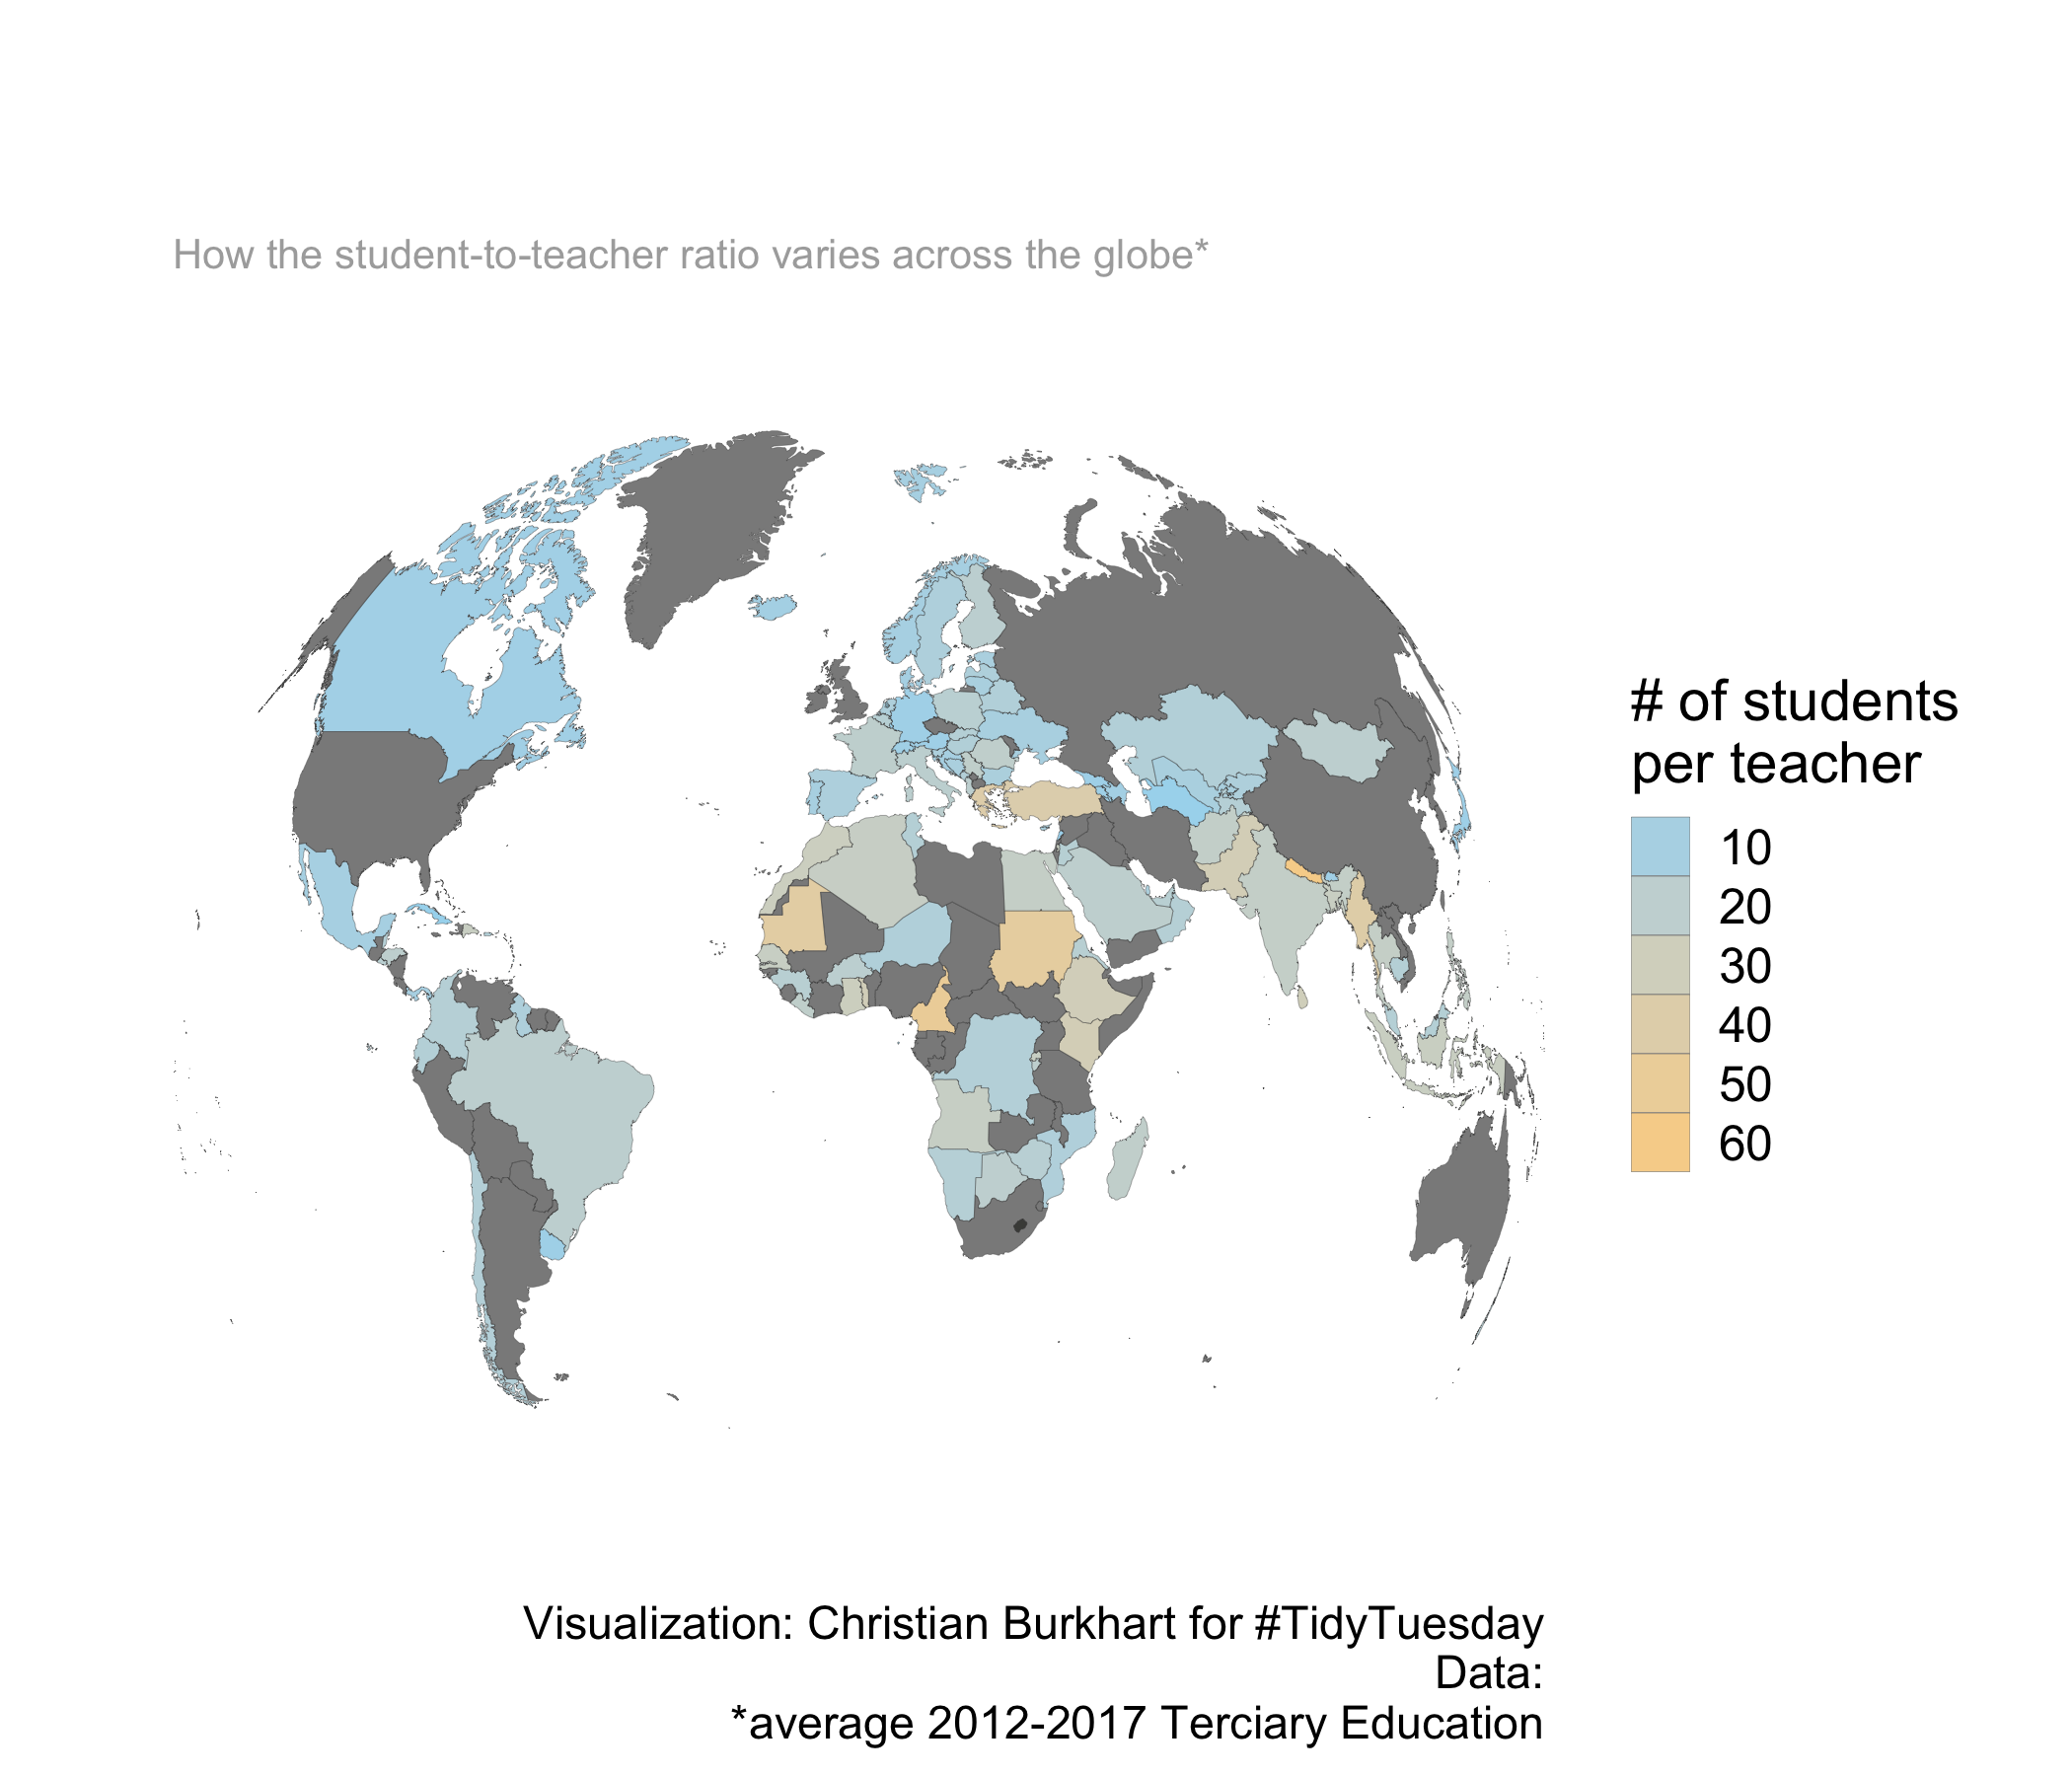 How the student-to-teacher ratio varies across the globe*
# of students
per teacher
10
20
30
40
50
60
Visualization: Christian Burkhart for #TidyTuesday
Data:
*average 2012-2017 Terciary Education